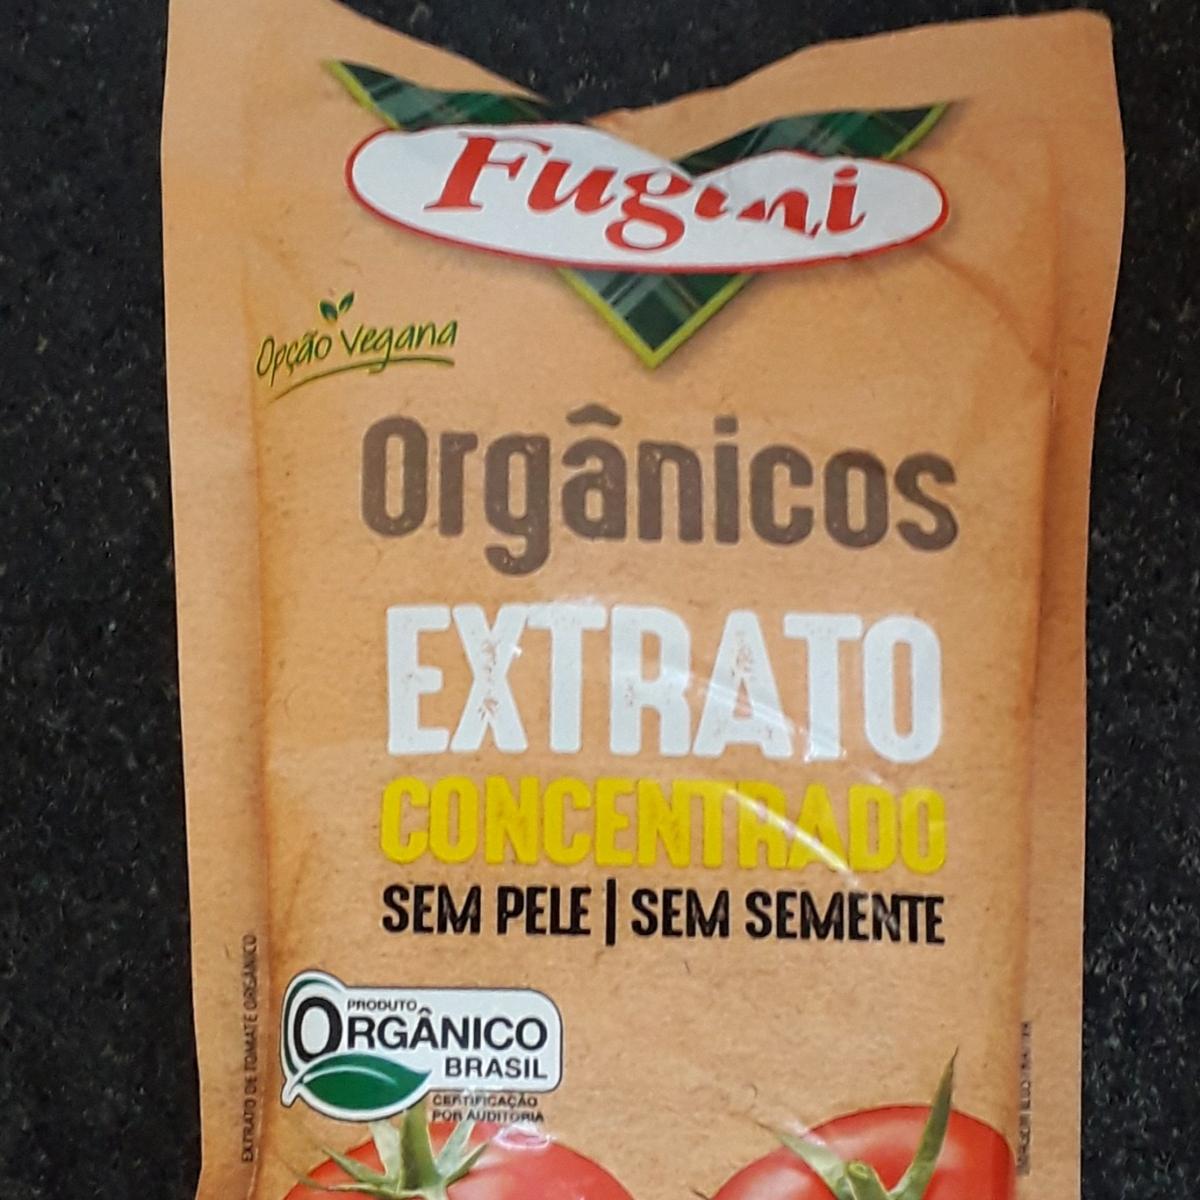 Fugini
Opção Vegana
Orgânicos
EXTRATO
CONCENTRADO
SEM PELE | SEM SEMENTE
PRODUTO
ORGÂNICO
BRASIL
CERTIFICAÇÃO
POR AUDITORIA
EXTRATO DE TOMATE ORGÂNICO